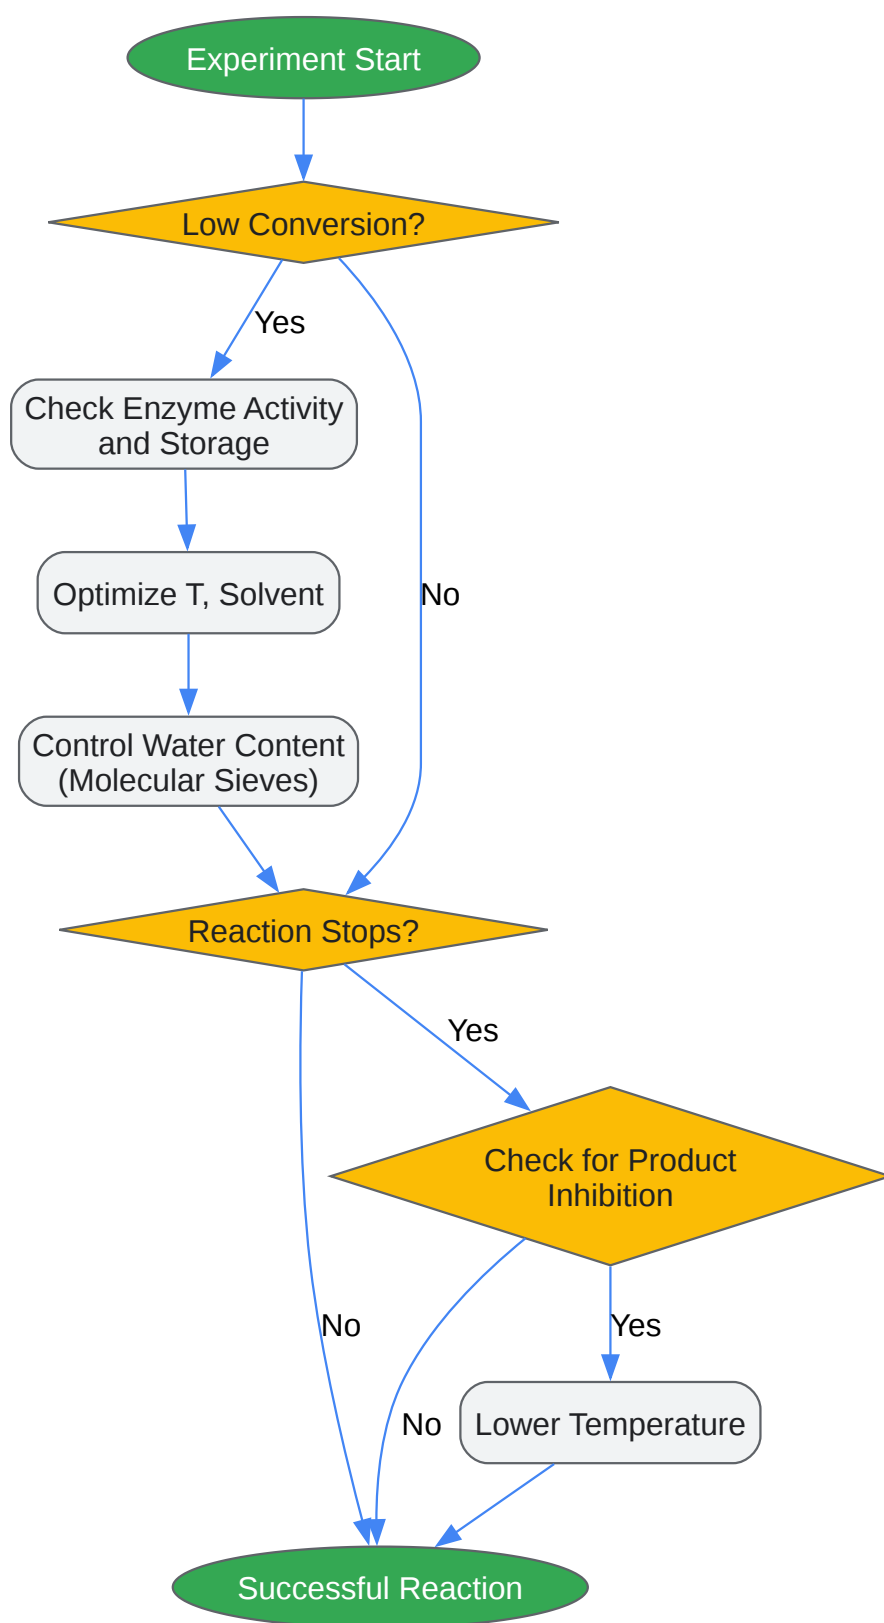 Experiment Start
Low Conversion?
Yes
Check Enzyme Activity
and Storage
Optimize T, Solvent
No
Control Water Content
(Molecular Sieves)
Reaction Stops?
Yes
Check for Product
Inhibition
No
Yes
No
Lower Temperature
Successful Reaction